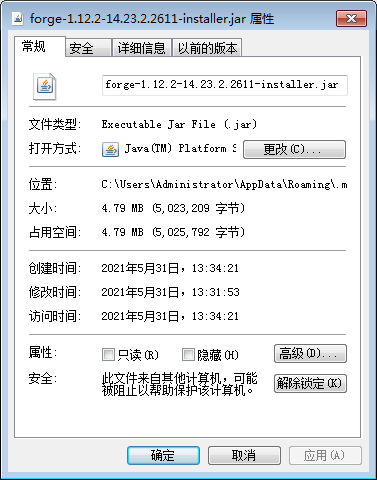 forge-1.12.2-14.23.2.2611-installer.jar 属性
常规 安全 详细信息 以前的版本
forge-1.12.2-14.23.2.2611-installer.jar
文件类型: Executable Jar File (.jar)
打开方式: Java(TM) Platform S 更改(C)...
位置: C:\Users\Administrator\AppData\Roaming\.m
大小: 4.79 MB (5,023,209 字节)
占用空间: 4.79 MB (5,025,792 字节)
创建时间: 2021年5月31日，13:34:21
修改时间: 2021年5月31日，13:31:53
访问时间: 2021年5月31日，13:34:21
属性: 只读(R) 隐藏(H) 高级(D)...
安全: 此文件来自其他计算机，可能
被阻止以帮助保护该计算机。 解除锁定(K)
确定 取消 应用(A)